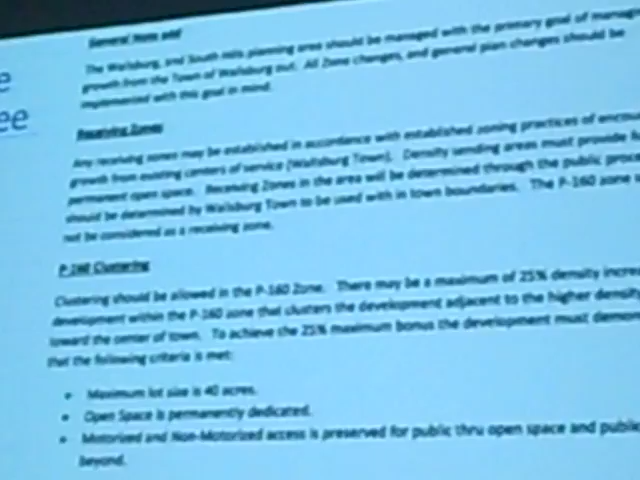 General Note add
The Wallsburg, and South Hills planning area should be managed with the primary goal of
growth from the Town of Wallsburg out. All Zone changes, and general plan changes should be
implemented with this goal in mind.
Receiving Zones
Any receiving zones may be established in accordance with established zoning practices of
growth from existing centers of service (Wallsburg Town). Density sending areas must provide
permanent open space. Receiving Zones in the area will be determined through the public
should be determined by Wallsburg Town to be used with in town boundaries. The P-160 zone
not be considered as a receiving zone.
P-160 Clustering
Clustering should be allowed in the P-160 Zone. There may be a maximum of 25% density
development within the P-160 zone that clusters the development adjacent to the higher density
toward the center of town. To achieve the 25% maximum bonus the development must
that the following criteria is met:
• Maximum lot size is 40 acres.
• Open Space is permanently dedicated.
• Motorized and Non-Motorized access is preserved for public thru open space and public
beyond.